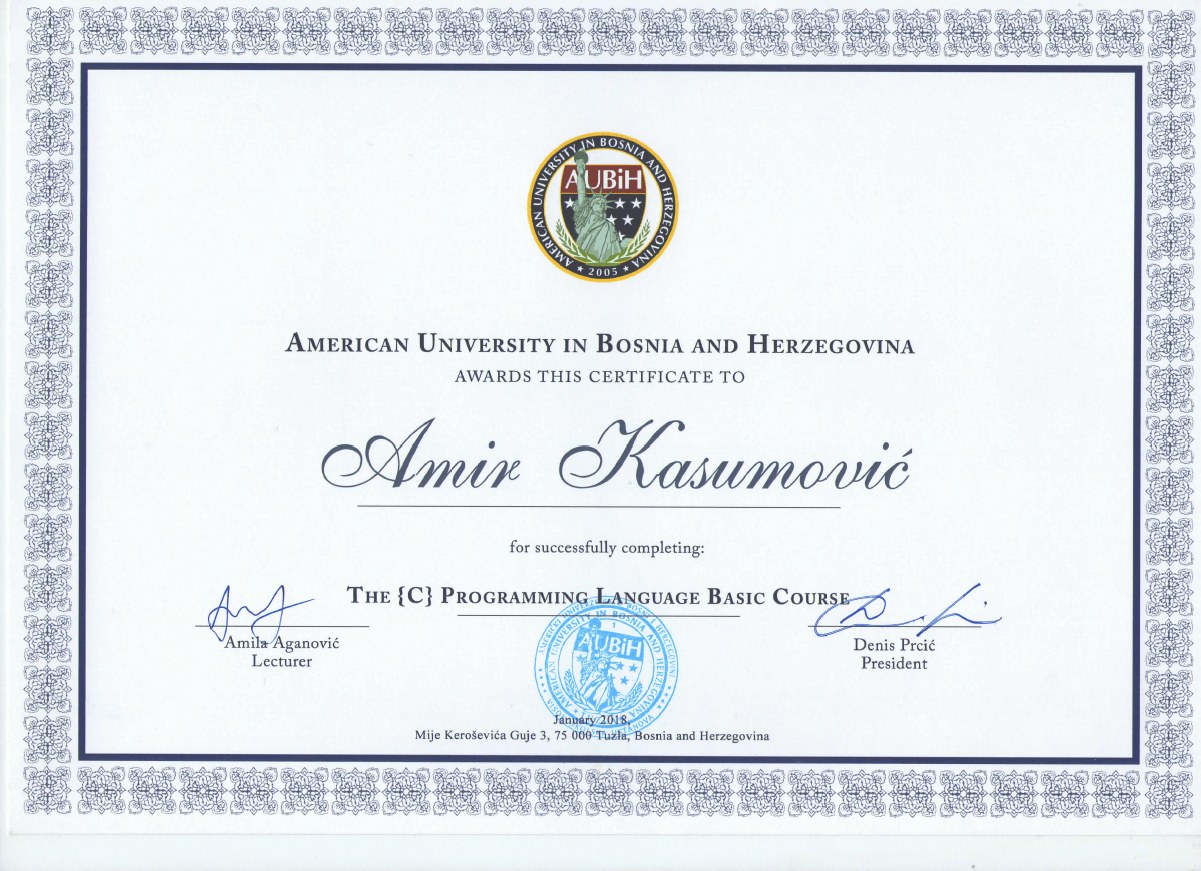 AMERICAN UNIVERSITY IN BOSNIA AND HERZEGOVINA
AUBiH
★ 2005 ★
AMERICAN UNIVERSITY IN BOSNIA AND HERZEGOVINA
AWARDS THIS CERTIFICATE TO
Amir Kasumović
for successfully completing:
THE {C} PROGRAMMING LANGUAGE BASIC COURSE
Amila Aganović
Lecturer
Denis Prcić
President
AMERICAN UNIVERSITY IN BOSNIA AND HERZEGOVINA
1
AUBiH
January 2018,
Mije Keroševića Guje 3, 75 000 Tuzla, Bosnia and Herzegovina